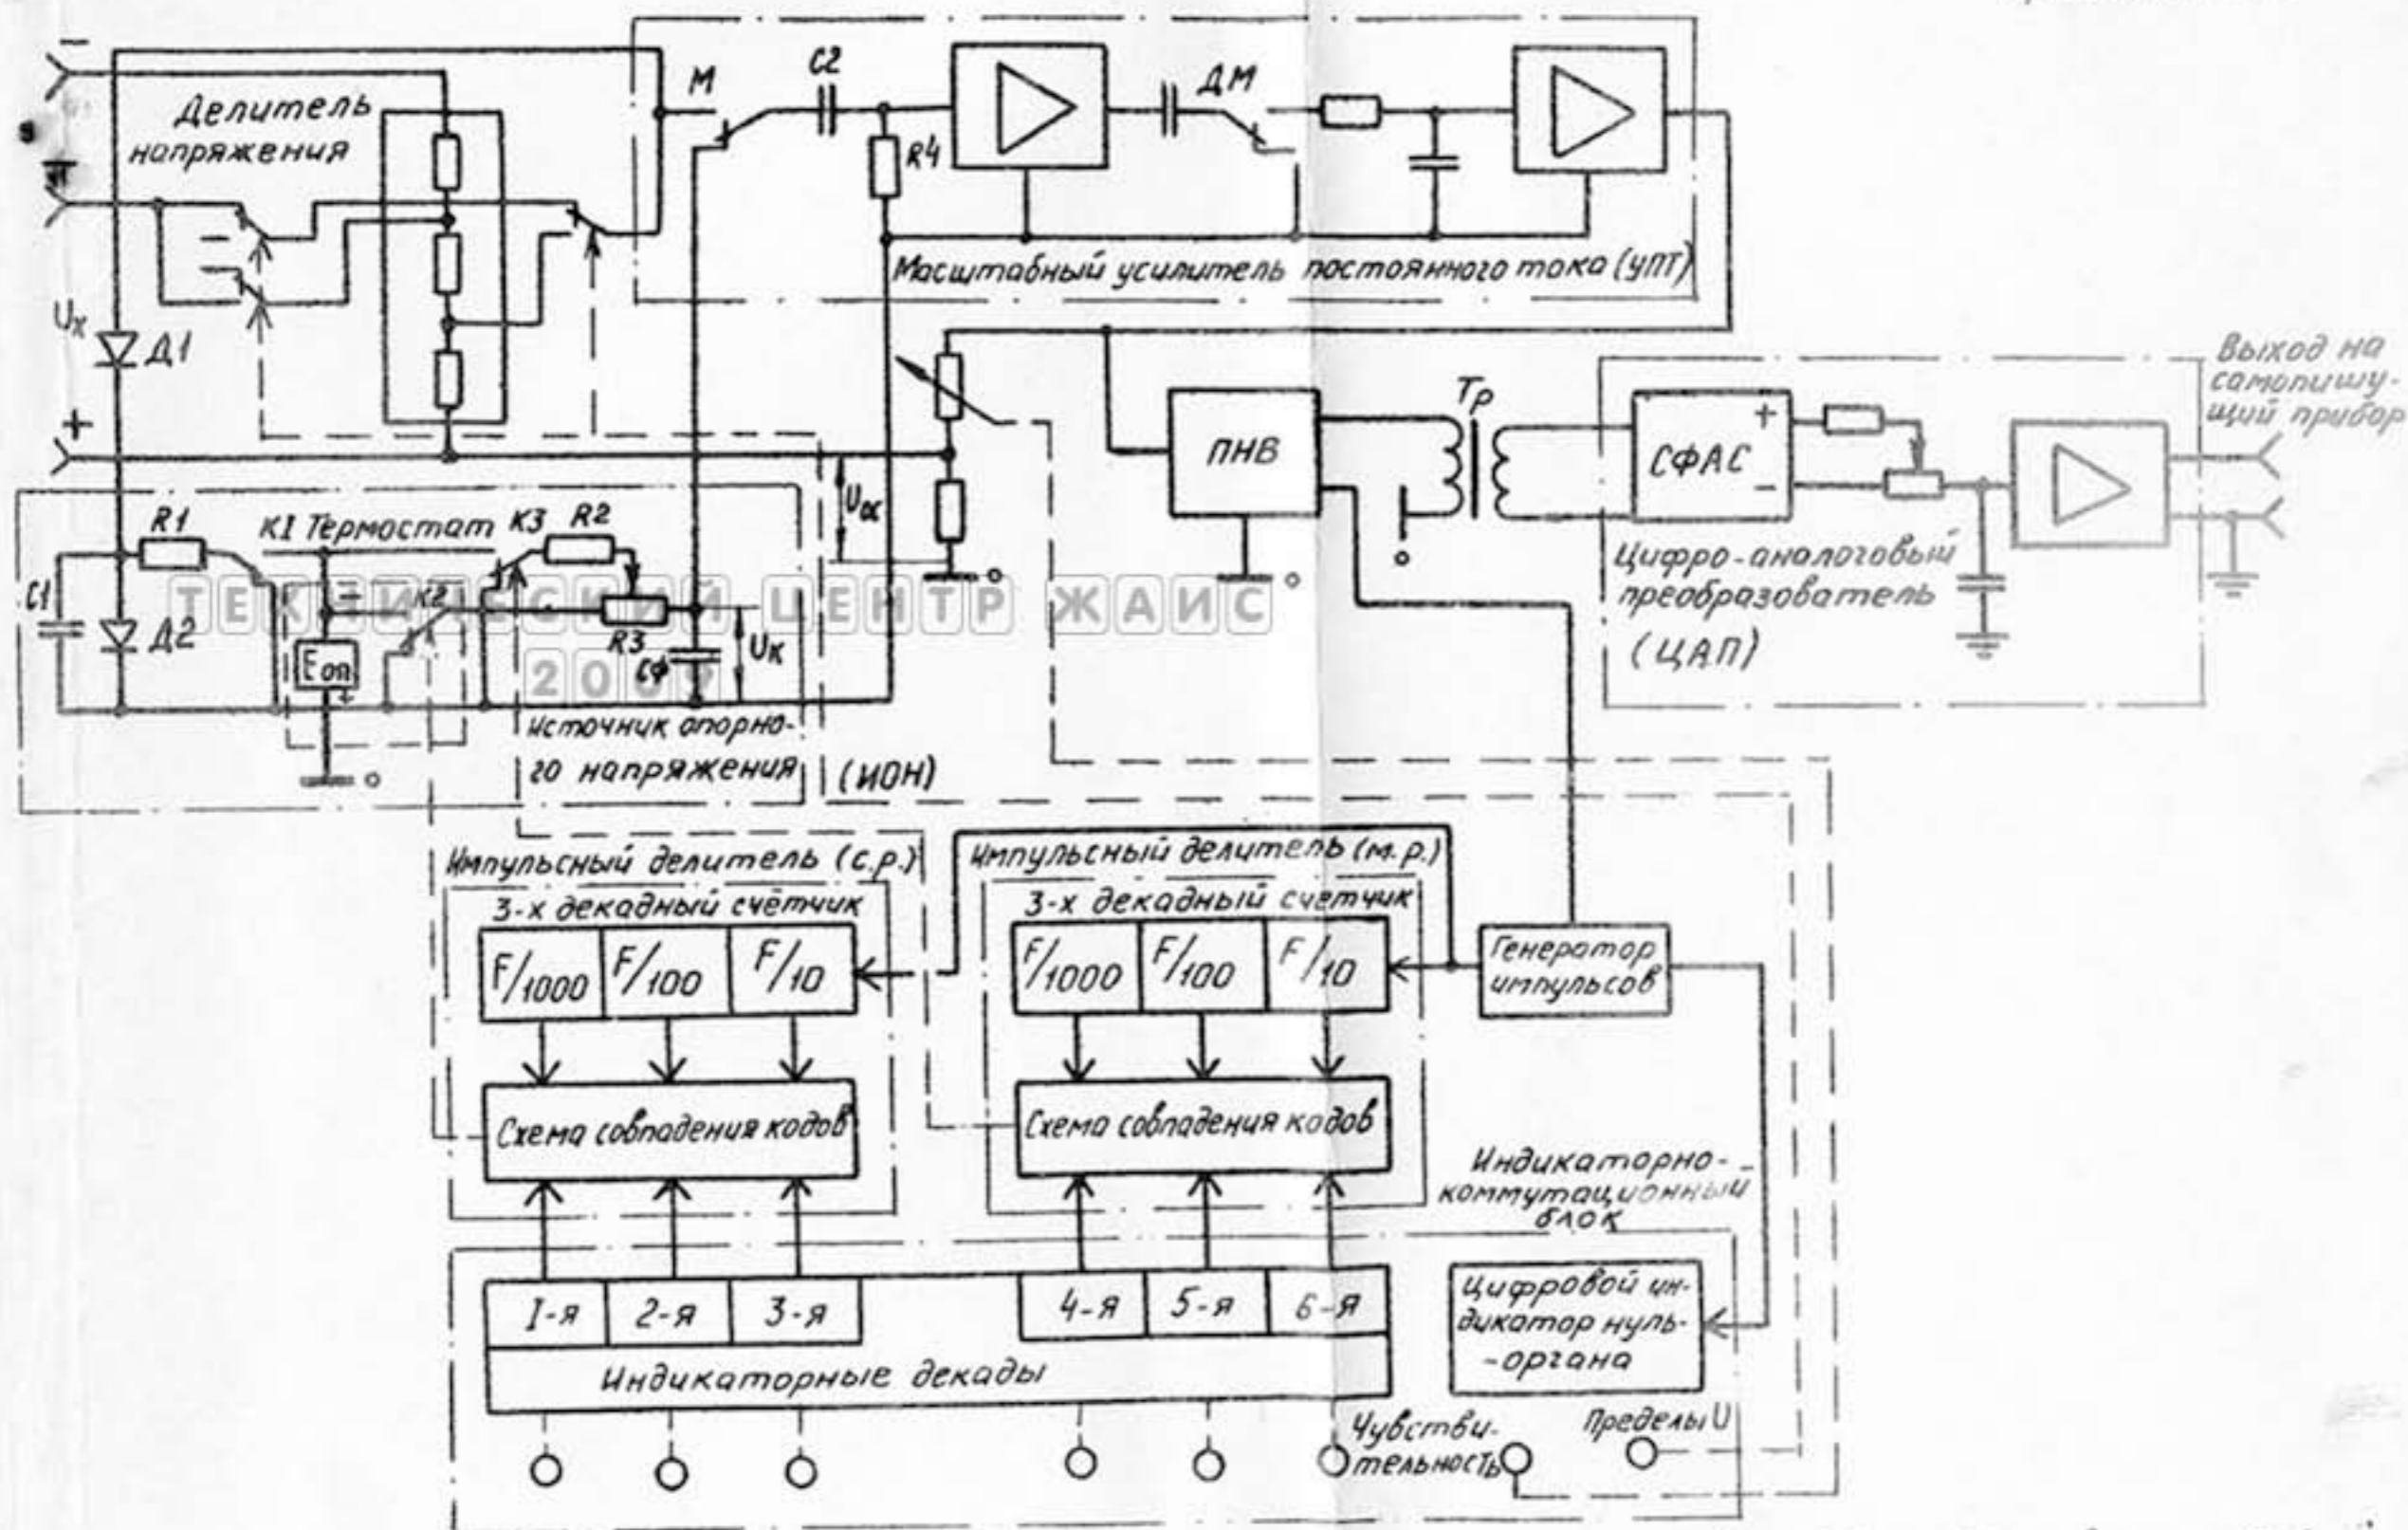 −
Делитель
напряжения
М
С2
R4
ДМ
Масштабный усилитель постоянного тока (УПТ)
Uх
Д1
+
Uос
ПНВ
Тр
СФАС
+
−
Выход на
самопишу-
щий прибор
Цифро-аналоговый
преобразователь
(ЦАП)
С1
R1
Д2
К1 Термостат
К3
R2
К2
R3
Еоп
−
+
Сф
Uк
Источник опорно-
го напряжения
(ИОН)
ТЕХНИЧЕСКИЙ ЦЕНТР ЖАИС
2009
Импульсный делитель (с.р.)
3-х декадный счётчик
F/1000
F/100
F/10
Схема совпадения кодов
Импульсный делитель (м.р.)
3-х декадный счетчик
F/1000
F/100
F/10
Схема совпадения кодов
Генератор
импульсов
Индикаторно-
коммутационный
блок
1-я
2-я
3-я
4-я
5-я
6-я
Индикаторные декады
Цифровой ин-
дикатор нуль-
-органа
Чувстви-
тельность
Пределы U